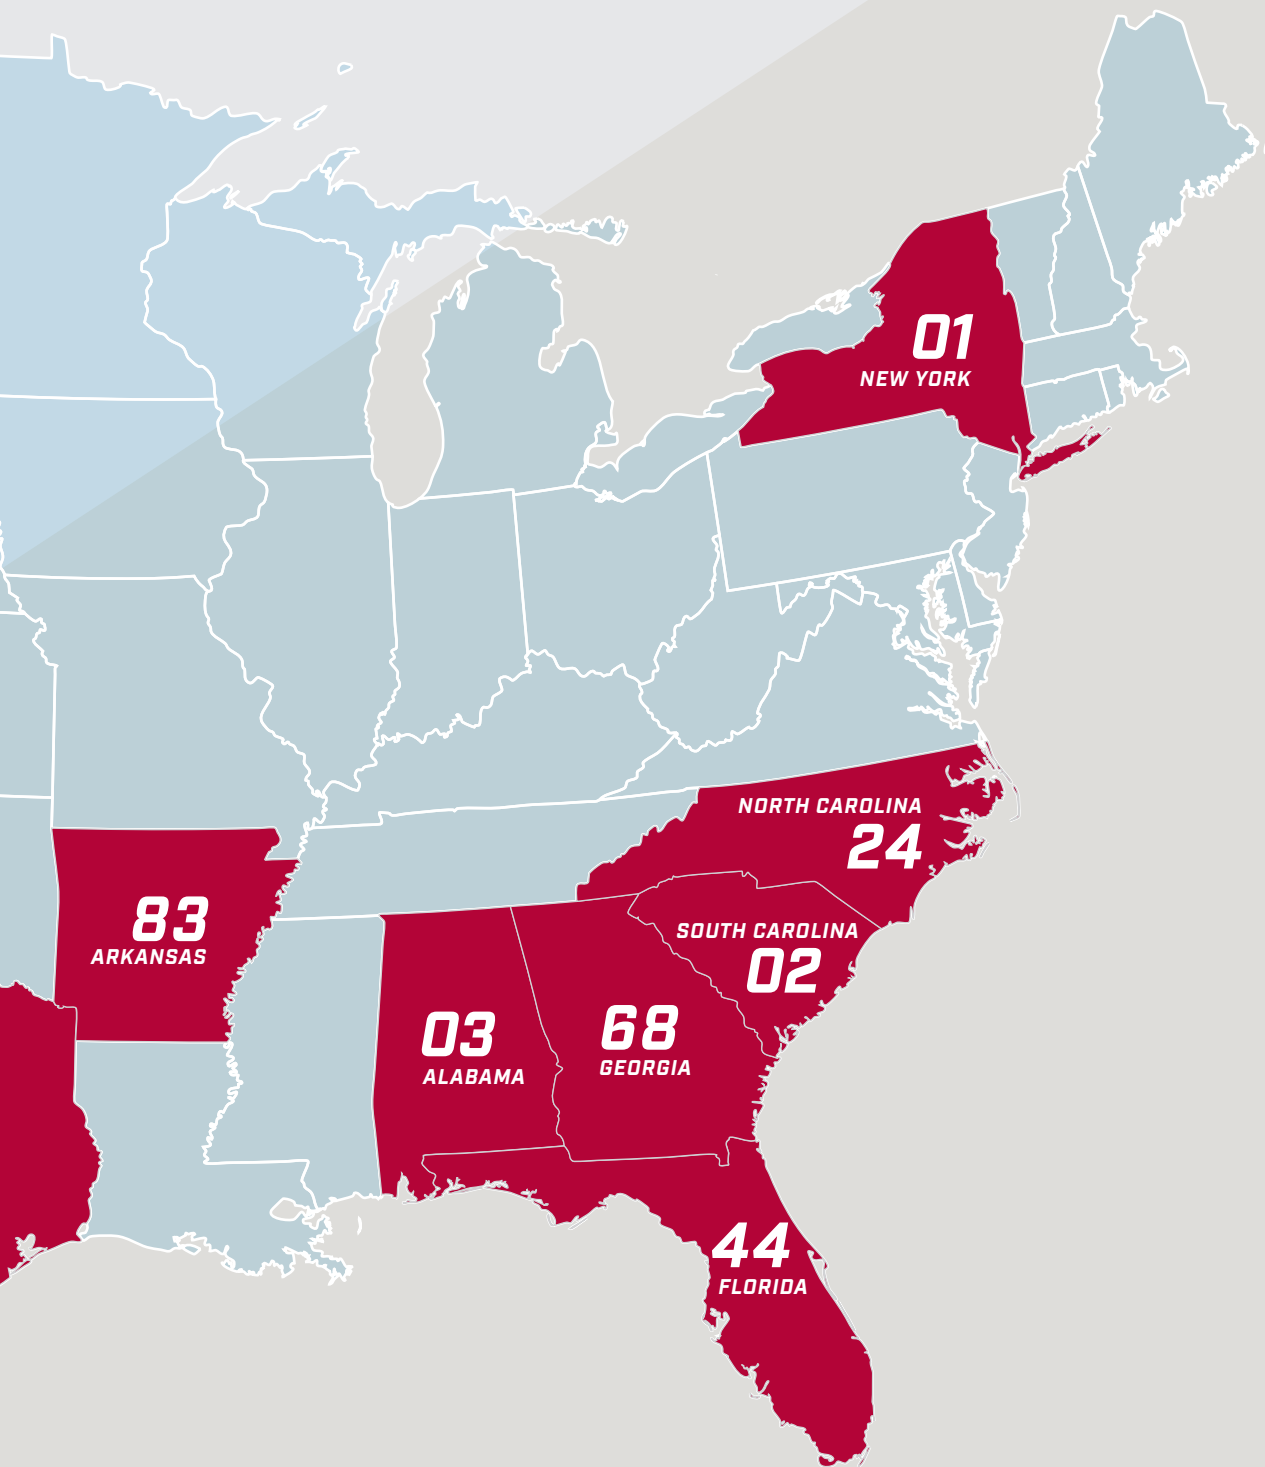 01
NEW YORK
NORTH CAROLINA
24
83
ARKANSAS
SOUTH CAROLINA
02
03
ALABAMA
68
GEORGIA
44
FLORIDA